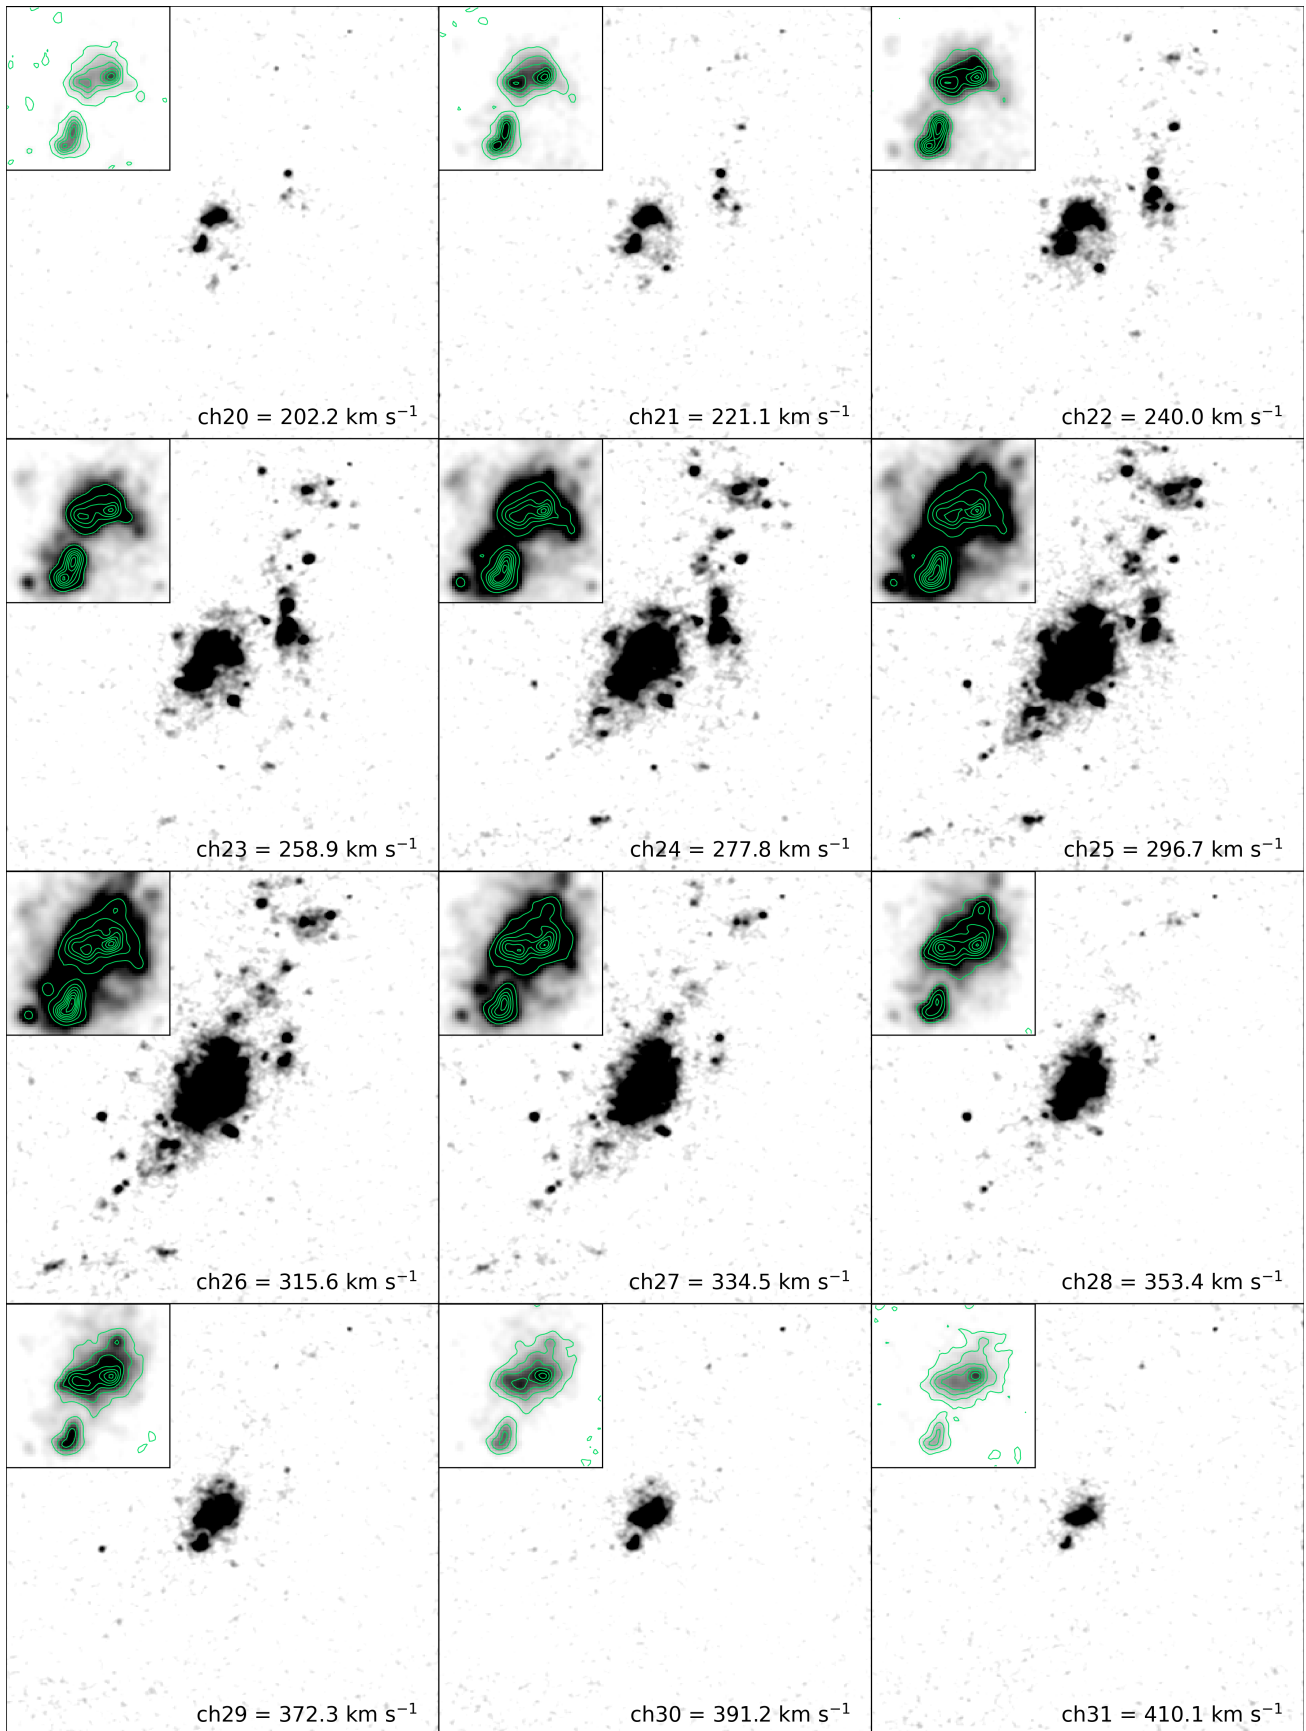 ch20 = 202.2 km s⁻¹
ch21 = 221.1 km s⁻¹
ch22 = 240.0 km s⁻¹
ch23 = 258.9 km s⁻¹
ch24 = 277.8 km s⁻¹
ch25 = 296.7 km s⁻¹
ch26 = 315.6 km s⁻¹
ch27 = 334.5 km s⁻¹
ch28 = 353.4 km s⁻¹
ch29 = 372.3 km s⁻¹
ch30 = 391.2 km s⁻¹
ch31 = 410.1 km s⁻¹